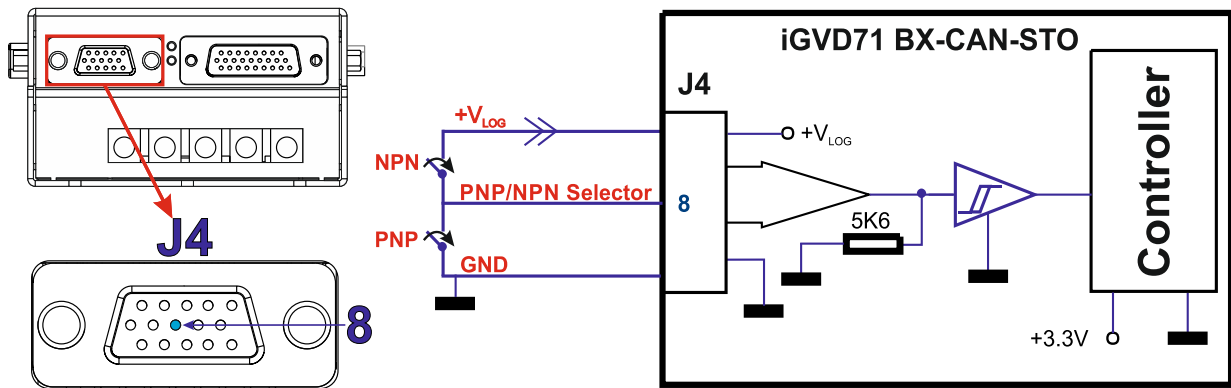 iGVD71 BX-CAN-STO
J4
+VLOG
+VLOG
NPN
PNP/NPN Selector
8
PNP
GND
5K6
Controller
+3.3V
J4
8